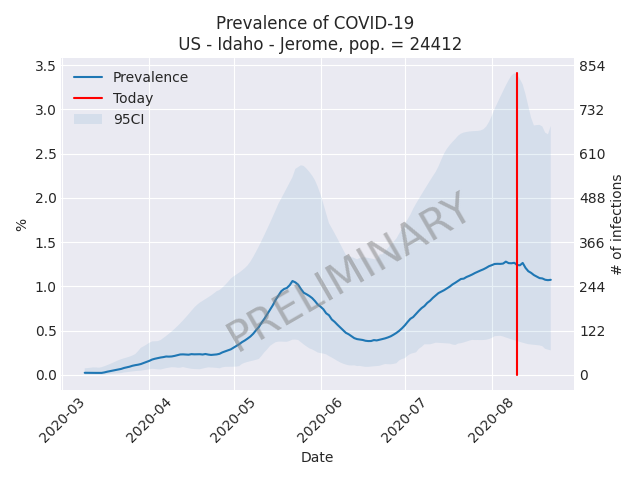 Prevalence of COVID-19
US - Idaho - Jerome, pop. = 24412
Prevalence
Today
95CI
3.5
3.0
2.5
2.0
1.5
1.0
0.5
0.0
%
854
732
610
488
366
244
122
0
# of infections
PRELIMINARY
2020-03
2020-04
2020-05
2020-06
2020-07
2020-08
Date